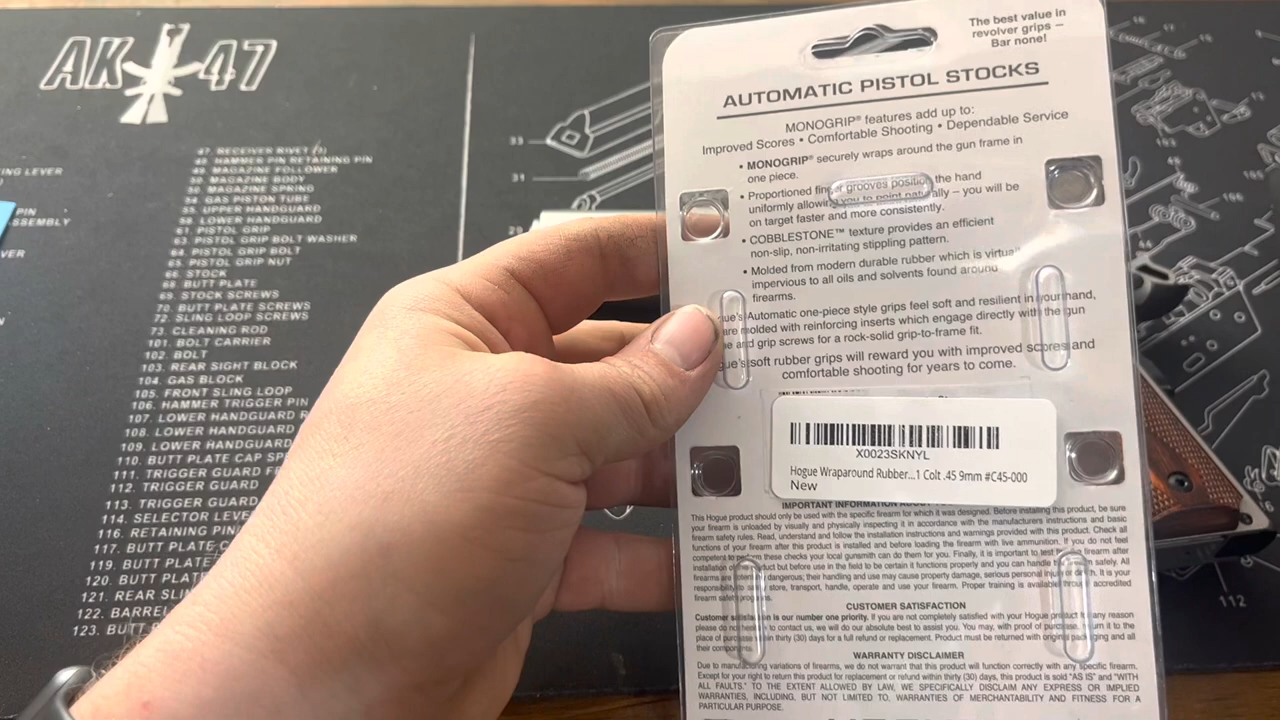 AK 47
ING LEVER
PIN
SSEMBLY
VER
47. RECEIVER RIVET (3)
48. HAMMER PIN RETAINING PIN
49. MAGAZINE FOLLOWER
50. MAGAZINE BODY
52. MAGAZINE SPRING
54. GAS PISTON TUBE
55. UPPER HANDGUARD
58. LOWER HANDGUARD
61. PISTOL GRIP
63. PISTOL GRIP BOLT WASHER
64. PISTOL GRIP BOLT
65. PISTOL GRIP NUT
66. STOCK
68. BUTT PLATE
69. STOCK SCREWS
70. BUTT PLATE SCREWS
72. SLING LOOP SCREWS
73. CLEANING ROD
101. BOLT CARRIER
102. BOLT
103. REAR SIGHT BLOCK
104. GAS BLOCK
105. FRONT SLING LOOP
106. HAMMER TRIGGER PIN
107. LOWER HANDGUARD R
108. LOWER HANDGUARD
109. LOWER HANDGUARD
110. BUTT PLATE CAP SP
111. TRIGGER GUARD FR
112. TRIGGER GUARD
113. TRIGGER GUARD
114. SELECTOR LEVE
116. RETAINING PIN
117. BUTT PLATE C
119. BUTT PLATE
120. BUTT PLAT
121. REAR SLIN
122. BARREL
123. BUTT P
33
31
29
The best value in
revolver grips –
Bar none!
AUTOMATIC PISTOL STOCKS
MONOGRIP® features add up to:
Improved Scores • Comfortable Shooting • Dependable Service
• MONOGRIP® securely wraps around the gun frame in
one piece.
• Proportioned finger grooves position the hand
uniformly allowing you to point naturally – you will be
on target faster and more consistently.
• COBBLESTONE™ texture provides an efficient
non-slip, non-irritating stippling pattern.
• Molded from modern durable rubber which is virtual
impervious to all oils and solvents found around
firearms.
gue's Automatic one-piece style grips feel soft and resilient in your hand,
are molded with reinforcing inserts which engage directly with the gun
e and grip screws for a rock-solid grip-to-frame fit.
gue's soft rubber grips will reward you with improved scores and
comfortable shooting for years to come.
X0023SKNYL
Hogue Wraparound Rubber...1 Colt .45 9mm #C45-000
New
IMPORTANT INFORMATION
This Hogue product should only be used with the specific firearm for which it was designed. Before installing this product, be sure
your firearm is unloaded by visually and physically inspecting it in accordance with the manufacturers instructions and basic
firearm safety rules. Read, understand and follow the installation instructions and warnings provided with this product. Check all
functions of your firearm after this product is installed and before loading the firearm with live ammunition. If you do not feel
competent to perform these checks your local gunsmith can do them for you. Finally, it is important to test fire firearm after
installation of this product but before use in the field to be certain it functions properly and you can handle it safely. All
firearms are dangerous; their handling and use may cause property damage, serious personal injury or death. It is your
responsibility to safely store, transport, handle, operate and use your firearm. Proper training is available through accredited
firearm safety programs.
CUSTOMER SATISFACTION
Customer satisfaction is our number one priority. If you are not completely satisfied with your Hogue product for any reason
please do not hesitate to contact us, we will do our absolute best to assist you. You may, with proof of purchase, return it to the
place of purchase within thirty (30) days for a full refund or replacement. Product must be returned with original packaging and all
their components.
WARRANTY DISCLAIMER
Due to manufacturing variations of firearms, we do not warrant that this product will function correctly with any specific firearm.
Except for your right to return this product for replacement or refund within thirty (30) days, this product is sold "AS IS" and "WITH
ALL FAULTS." TO THE EXTENT ALLOWED BY LAW, WE SPECIFICALLY DISCLAIM ANY EXPRESS OR IMPLIED
WARRANTIES, INCLUDING, BUT NOT LIMITED TO, WARRANTIES OF MERCHANTABILITY AND FITNESS FOR A
PARTICULAR PURPOSE.
112